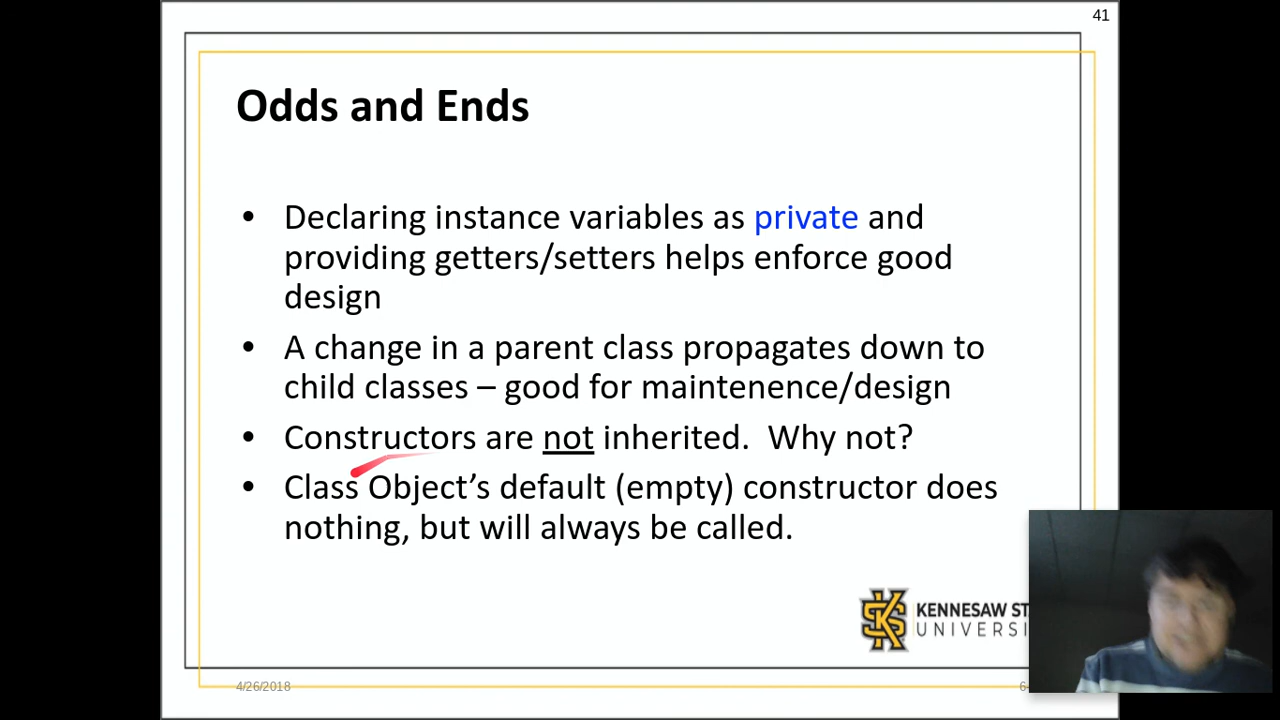 41
Odds and Ends
• Declaring instance variables as private and
providing getters/setters helps enforce good
design
• A change in a parent class propagates down to
child classes – good for maintenence/design
• Constructors are not inherited.  Why not?
• Class Object’s default (empty) constructor does
nothing, but will always be called.
KENNESAW
4/26/2018